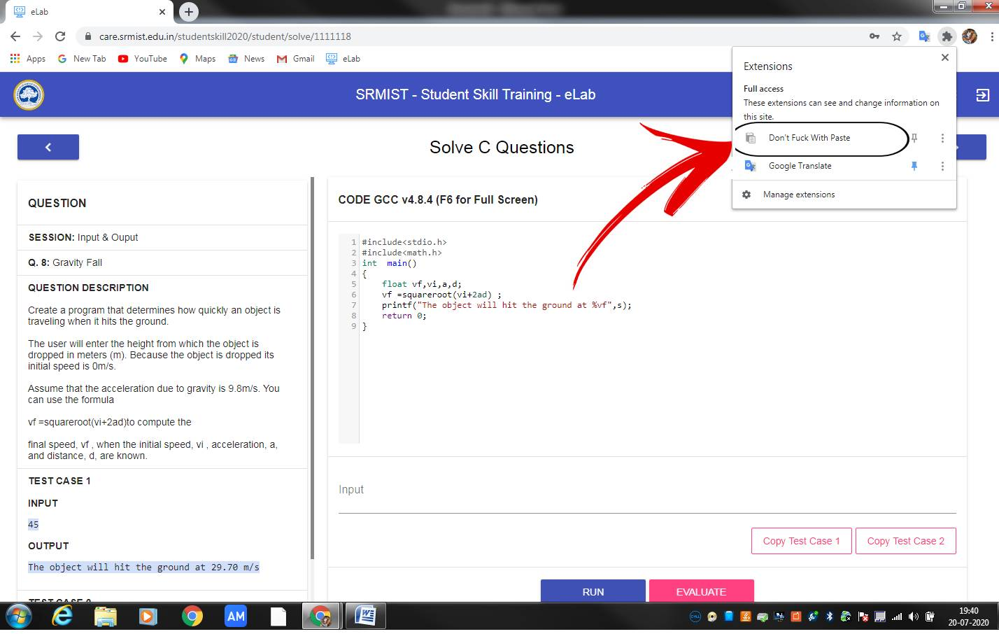 eLab
care.srmist.edu.in/studentskill2020/student/solve/1111118
Apps
New Tab
YouTube
Maps
News
Gmail
eLab
Extensions
Full access
These extensions can see and change information on
this site.
Don't Fuck With Paste
Google Translate
Manage extensions
SRMIST - Student Skill Training - eLab
Solve C Questions
QUESTION
SESSION: Input & Ouput
Q. 8: Gravity Fall
QUESTION DESCRIPTION
Create a program that determines how quickly an object is
traveling when it hits the ground.
The user will enter the height from which the object is
dropped in meters (m). Because the object is dropped its
initial speed is 0m/s.
Assume that the acceleration due to gravity is 9.8m/s. You
can use the formula
vf =squareroot(vi+2ad)to compute the
final speed, vf , when the initial speed, vi , acceleration, a,
and distance, d, are known.
TEST CASE 1
INPUT
45
OUTPUT
The object will hit the ground at 29.70 m/s
CODE GCC v4.8.4 (F6 for Full Screen)
1 #include<stdio.h>
2 #include<math.h>
3 int  main()
4 {
5     float vf,vi,a,d;
6     vf =squareroot(vi+2ad) ;
7     printf("The object will hit the ground at %vf",s);
8     return 0;
9 }
Input
Copy Test Case 1
Copy Test Case 2
RUN
EVALUATE
AM
19:40
20-07-2020